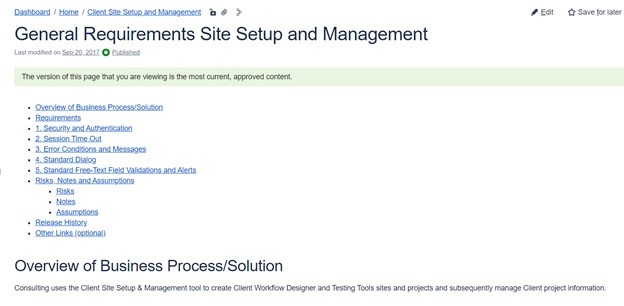 Dashboard / Home / Client Site Setup and Management
Edit
Save for later
General Requirements Site Setup and Management
Last modified on Sep 20, 2017 Published
The version of this page that you are viewing is the most current, approved content.
Overview of Business Process/Solution
Requirements
1. Security and Authentication
2. Session Time Out
3. Error Conditions and Messages
4. Standard Dialog
5. Standard Free-Text Field Validations and Alerts
Risks, Notes and Assumptions
Risks
Notes
Assumptions
Release History
Other Links (optional)
Overview of Business Process/Solution
Consulting uses the Client Site Setup & Management tool to create Client Workflow Designer and Testing Tools sites and projects and subsequently manage Client project information.